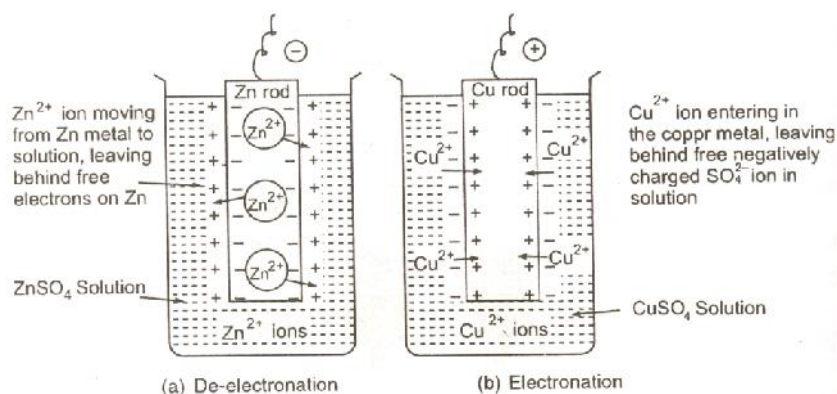 −
Zn rod
Zn²⁺ ion moving
from Zn metal to
solution, leaving
behind free
electrons on Zn
Zn²⁺
Zn²⁺
Zn²⁺
ZnSO₄ Solution
Zn²⁺ ions
(a) De-electronation
+
Cu rod
Cu²⁺
Cu²⁺
Cu²⁺
Cu²⁺
Cu²⁺ ion entering in
the coppr metal, leaving
behind free negatively
charged SO₄²⁻ ion in
solution
CuSO₄ Solution
Cu²⁺ ions
(b) Electronation